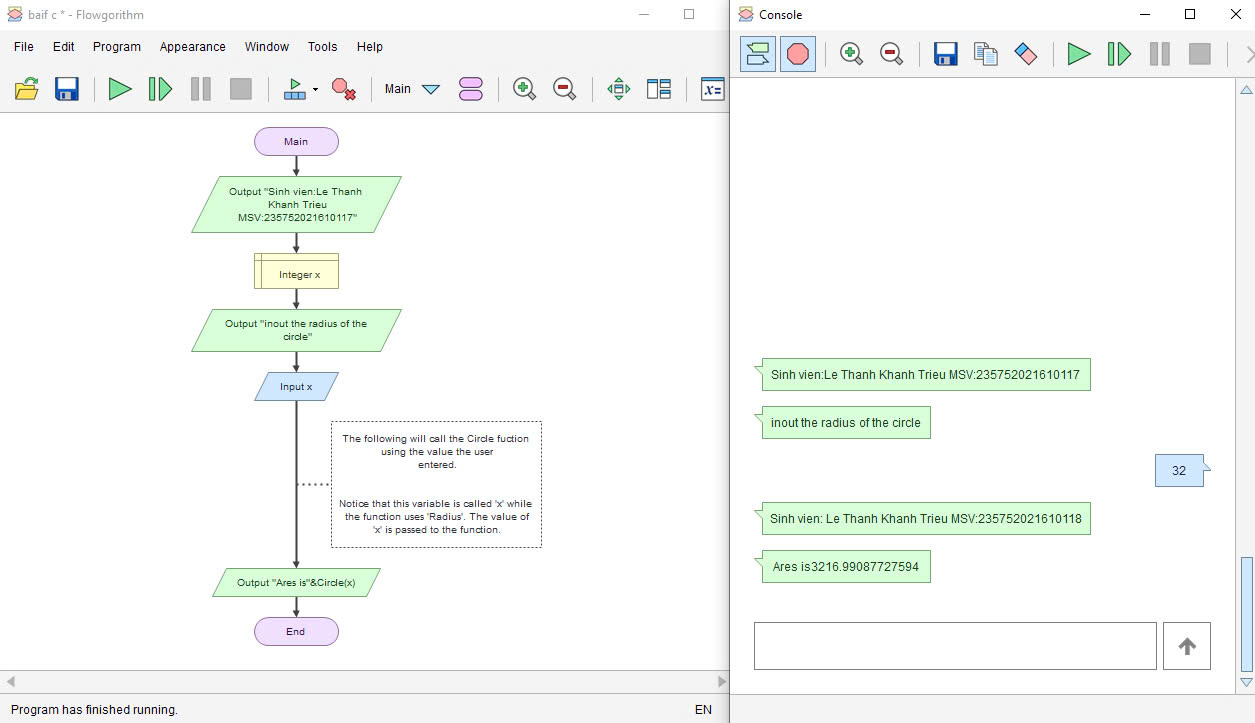 baif c * - Flowgorithm
File Edit Program Appearance Window Tools Help
Main
x=
Main
Output "Sinh vien:Le Thanh
Khanh Trieu
MSV:235752021610117"
Integer x
Output "inout the radius of the
circle"
Input x
The following will call the Circle fuction
using the value the user
entered.
Notice that this variable is called 'x' while
the function uses 'Radius'. The value of
'x' is passed to the function.
Output "Ares is"&Circle(x)
End
Program has finished running.
EN
Console
Sinh vien:Le Thanh Khanh Trieu MSV:235752021610117
inout the radius of the circle
32
Sinh vien: Le Thanh Khanh Trieu MSV:235752021610118
Ares is3216.99087727594